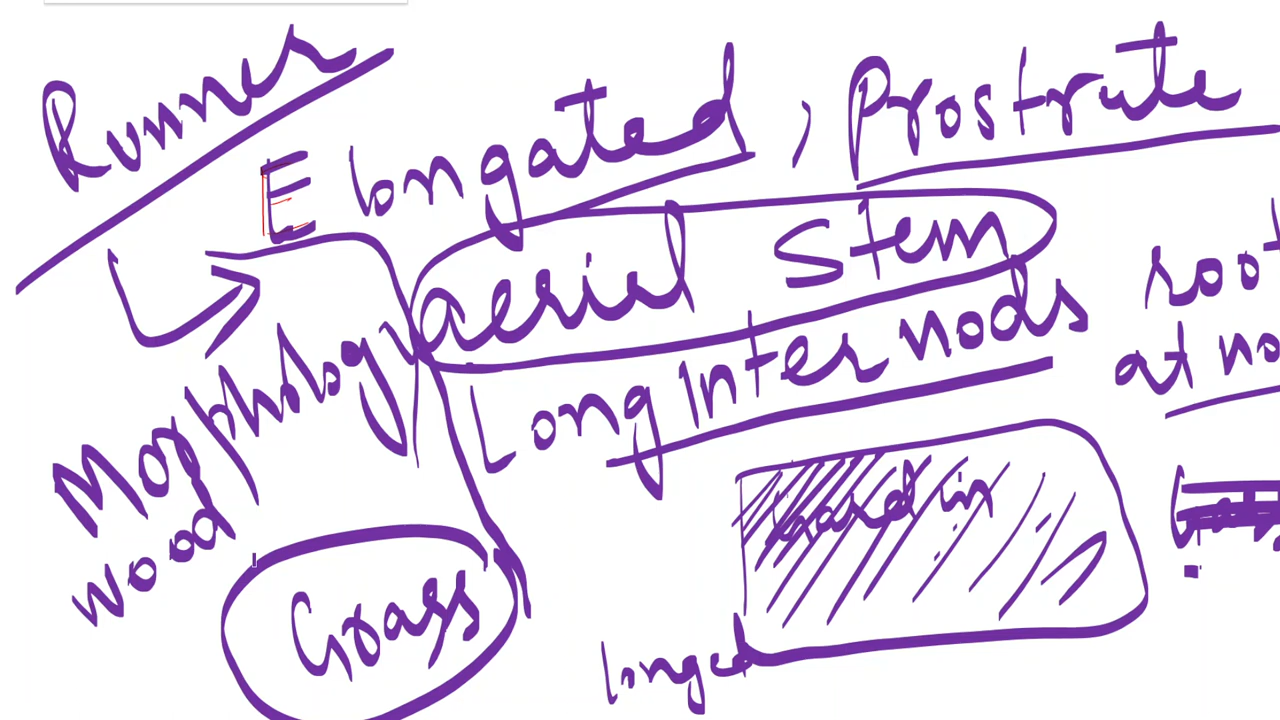 Runner
Elongated, Prostrate
aerial Stem
Long Internods
root
at no
Morphology
wood
Grass
longed